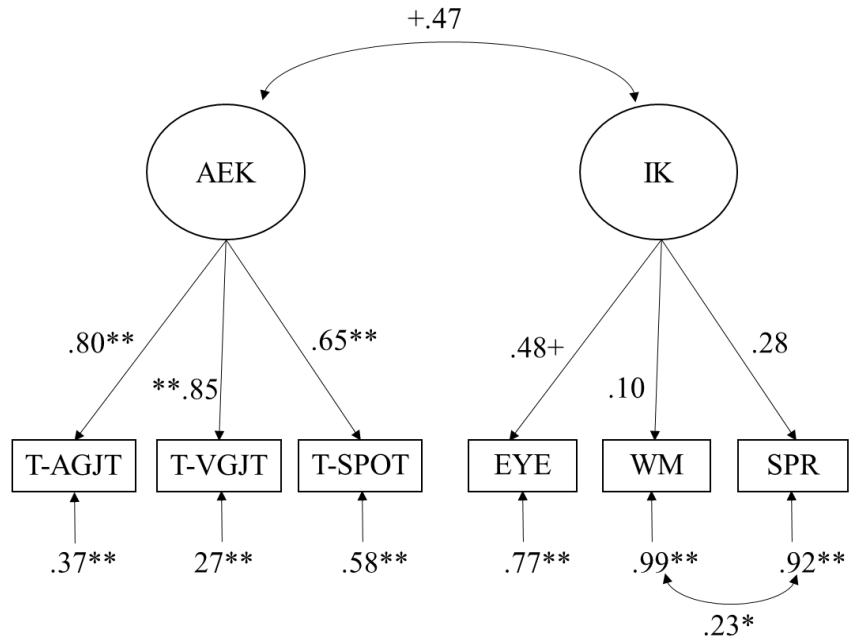 +.47
AEK IK
.80** **.85 .65** .48+ .10 .28
T-AGJT T-VGJT T-SPOT EYE WM SPR
.37** 27** .58** .77** .99** .92**
.23*